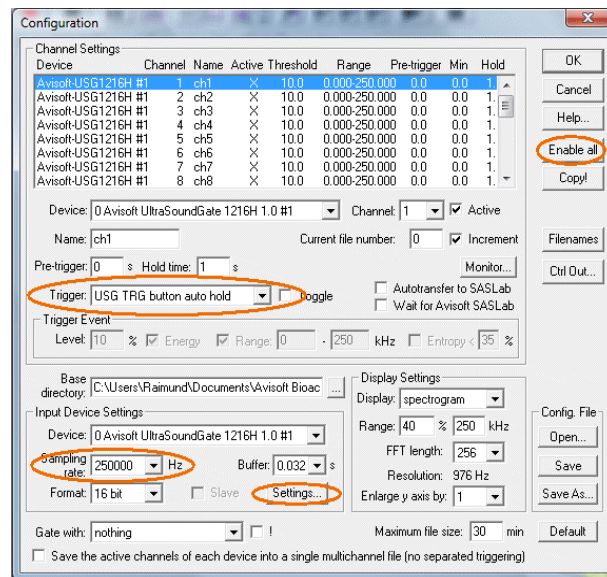 Configuration
Channel Settings
Device Channel Name Active Threshold Range Pre-trigger Min Hold
Avisoft-USG1216H #1 1 ch1 X 10.0 0.000-250.000 0.0 0.0 1.
Avisoft-USG1216H #1 2 ch2 X 10.0 0.000-250.000 0.0 0.0 1.
Avisoft-USG1216H #1 3 ch3 X 10.0 0.000-250.000 0.0 0.0 1.
Avisoft-USG1216H #1 4 ch4 X 10.0 0.000-250.000 0.0 0.0 1.
Avisoft-USG1216H #1 5 ch5 X 10.0 0.000-250.000 0.0 0.0 1.
Avisoft-USG1216H #1 6 ch6 X 10.0 0.000-250.000 0.0 0.0 1.
Avisoft-USG1216H #1 7 ch7 X 10.0 0.000-250.000 0.0 0.0 1.
Avisoft-USG1216H #1 8 ch8 X 10.0 0.000-250.000 0.0 0.0 1.
OK
Cancel
Help...
Enable all
Copy!
Device: 0 Avisoft UltraSoundGate 1216H 1.0 #1 Channel: 1 Active
Name: ch1 Current file number: 0 Increment
Filenames
Pre-trigger: 0 s Hold time: 1 s Monitor...
Ctrl Out...
Trigger: USG TRG button auto hold Toggle
Autotransfer to SASLab
Wait for Avisoft SASLab
Trigger Event
Level: 10 % Energy Range: 0 - 250 kHz Entropy < 35 %
Base directory: C:\Users\Raimund\Documents\Avisoft Bioac ...
Input Device Settings
Device: 0 Avisoft UltraSoundGate 1216H 1.0 #1
Sampling rate: 250000 Hz Buffer: 0.032 s
Format: 16 bit Slave Settings...
Display Settings
Display: spectrogram
Range: 40 % 250 kHz
FFT length: 256
Resolution: 976 Hz
Enlarge y axis by: 1
Config. File
Open...
Save
Save As...
Gate with: nothing ! Maximum file size: 30 min Default
Save the active channels of each device into a single multichannel file (no separated triggering)